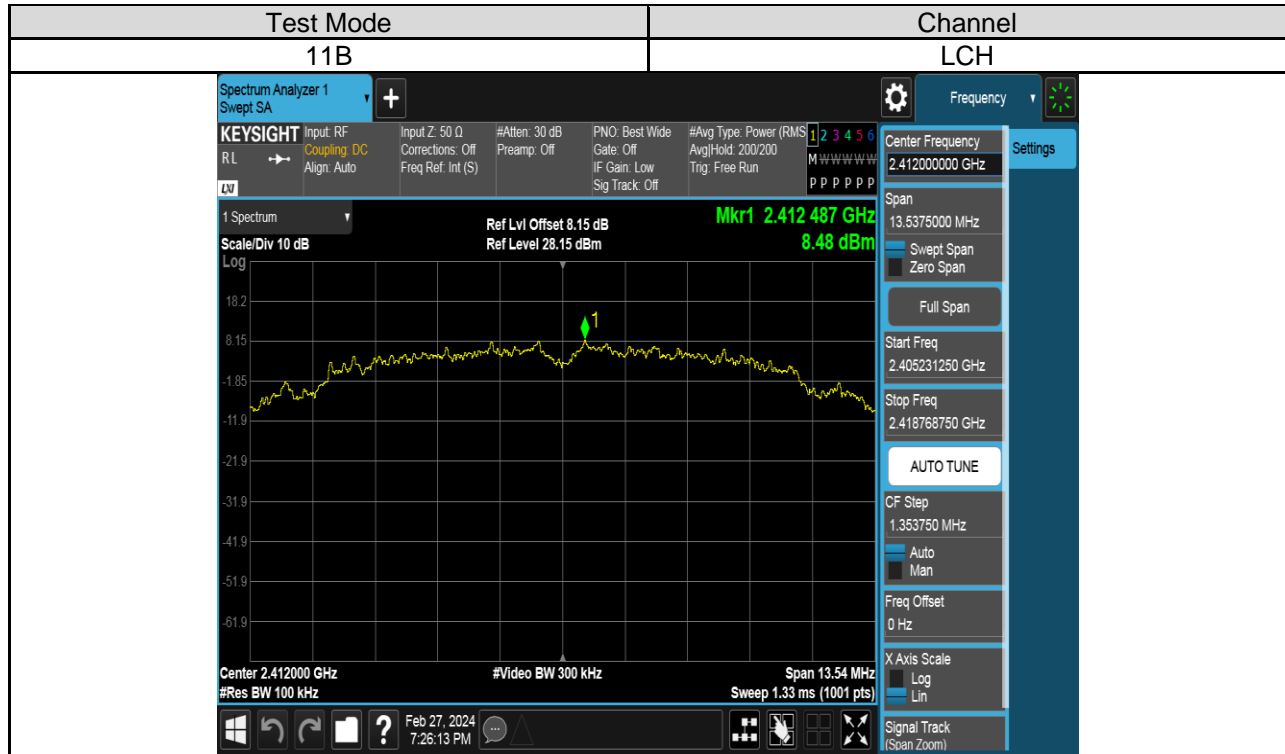 Test Mode Channel
11B LCH
Spectrum Analyzer 1
Swept SA
+
Frequency
KEYSIGHT
RL
LXI
Input: RF
Coupling: DC
Align: Auto
Input Z: 50 Ω
Corrections: Off
Freq Ref: Int (S)
#Atten: 30 dB
Preamp: Off
PNO: Best Wide
Gate: Off
IF Gain: Low
Sig Track: Off
#Avg Type: Power (RMS
Avg|Hold: 200/200
Trig: Free Run
1 2 3 4 5 6
M W W W W W
P P P P P P
1 Spectrum
Scale/Div 10 dB
Log
Ref Lvl Offset 8.15 dB
Ref Level 28.15 dBm
Mkr1 2.412 487 GHz
8.48 dBm
18.2
8.15
-1.85
-11.9
-21.9
-31.9
-41.9
-51.9
-61.9
1
Center 2.412000 GHz
#Res BW 100 kHz
#Video BW 300 kHz
Span 13.54 MHz
Sweep 1.33 ms (1001 pts)
Feb 27, 2024
7:26:13 PM
?
Center Frequency
2.412000000 GHz
Settings
Span
13.5375000 MHz
Swept Span
Zero Span
Full Span
Start Freq
2.405231250 GHz
Stop Freq
2.418768750 GHz
AUTO TUNE
CF Step
1.353750 MHz
Auto
Man
Freq Offset
0 Hz
X Axis Scale
Log
Lin
Signal Track
(Span Zoom)